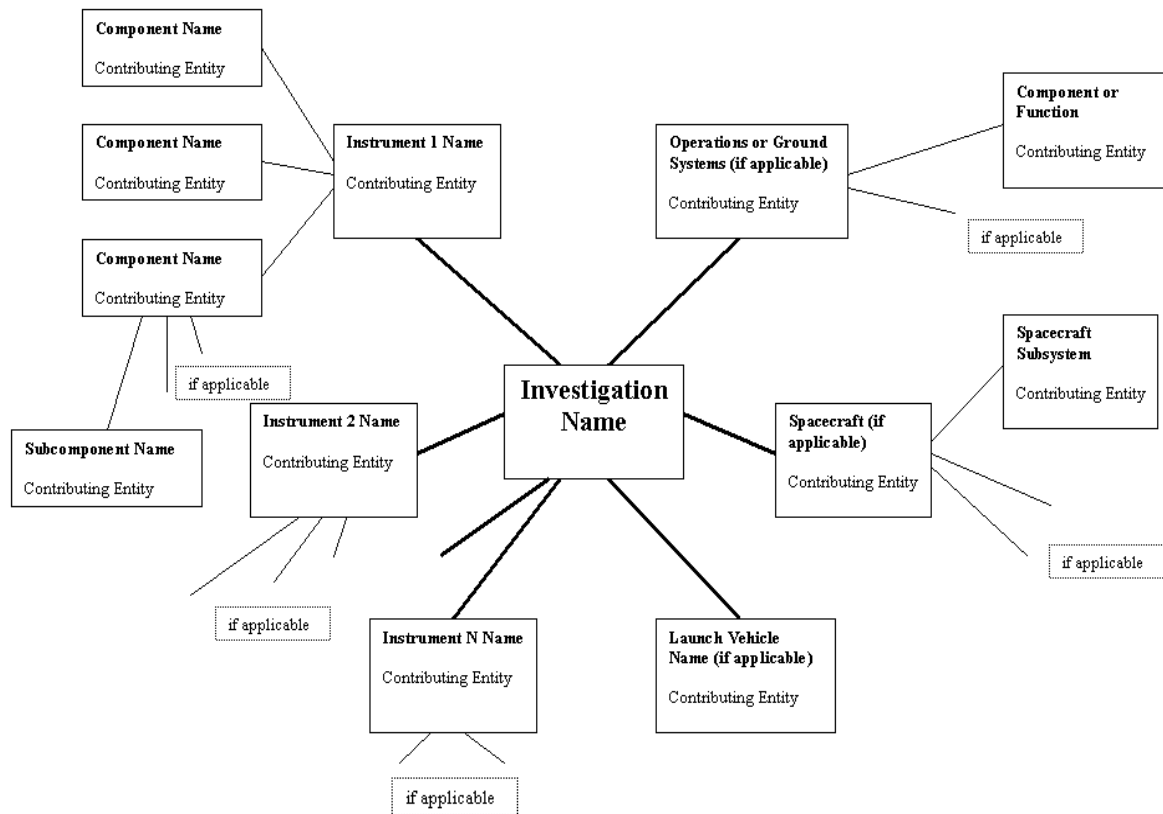 Component Name
Contributing Entity
Component Name
Contributing Entity
Component Name
Contributing Entity
if applicable
Subcomponent Name
Contributing Entity
Instrument 1 Name
Contributing Entity
Operations or Ground
Systems (if applicable)
Contributing Entity
Component or
Function
Contributing Entity
if applicable
Investigation
Name
Instrument 2 Name
Contributing Entity
if applicable
Spacecraft (if
applicable)
Contributing Entity
Spacecraft
Subsystem
Contributing Entity
if applicable
Instrument N Name
Contributing Entity
if applicable
Launch Vehicle
Name (if applicable)
Contributing Entity